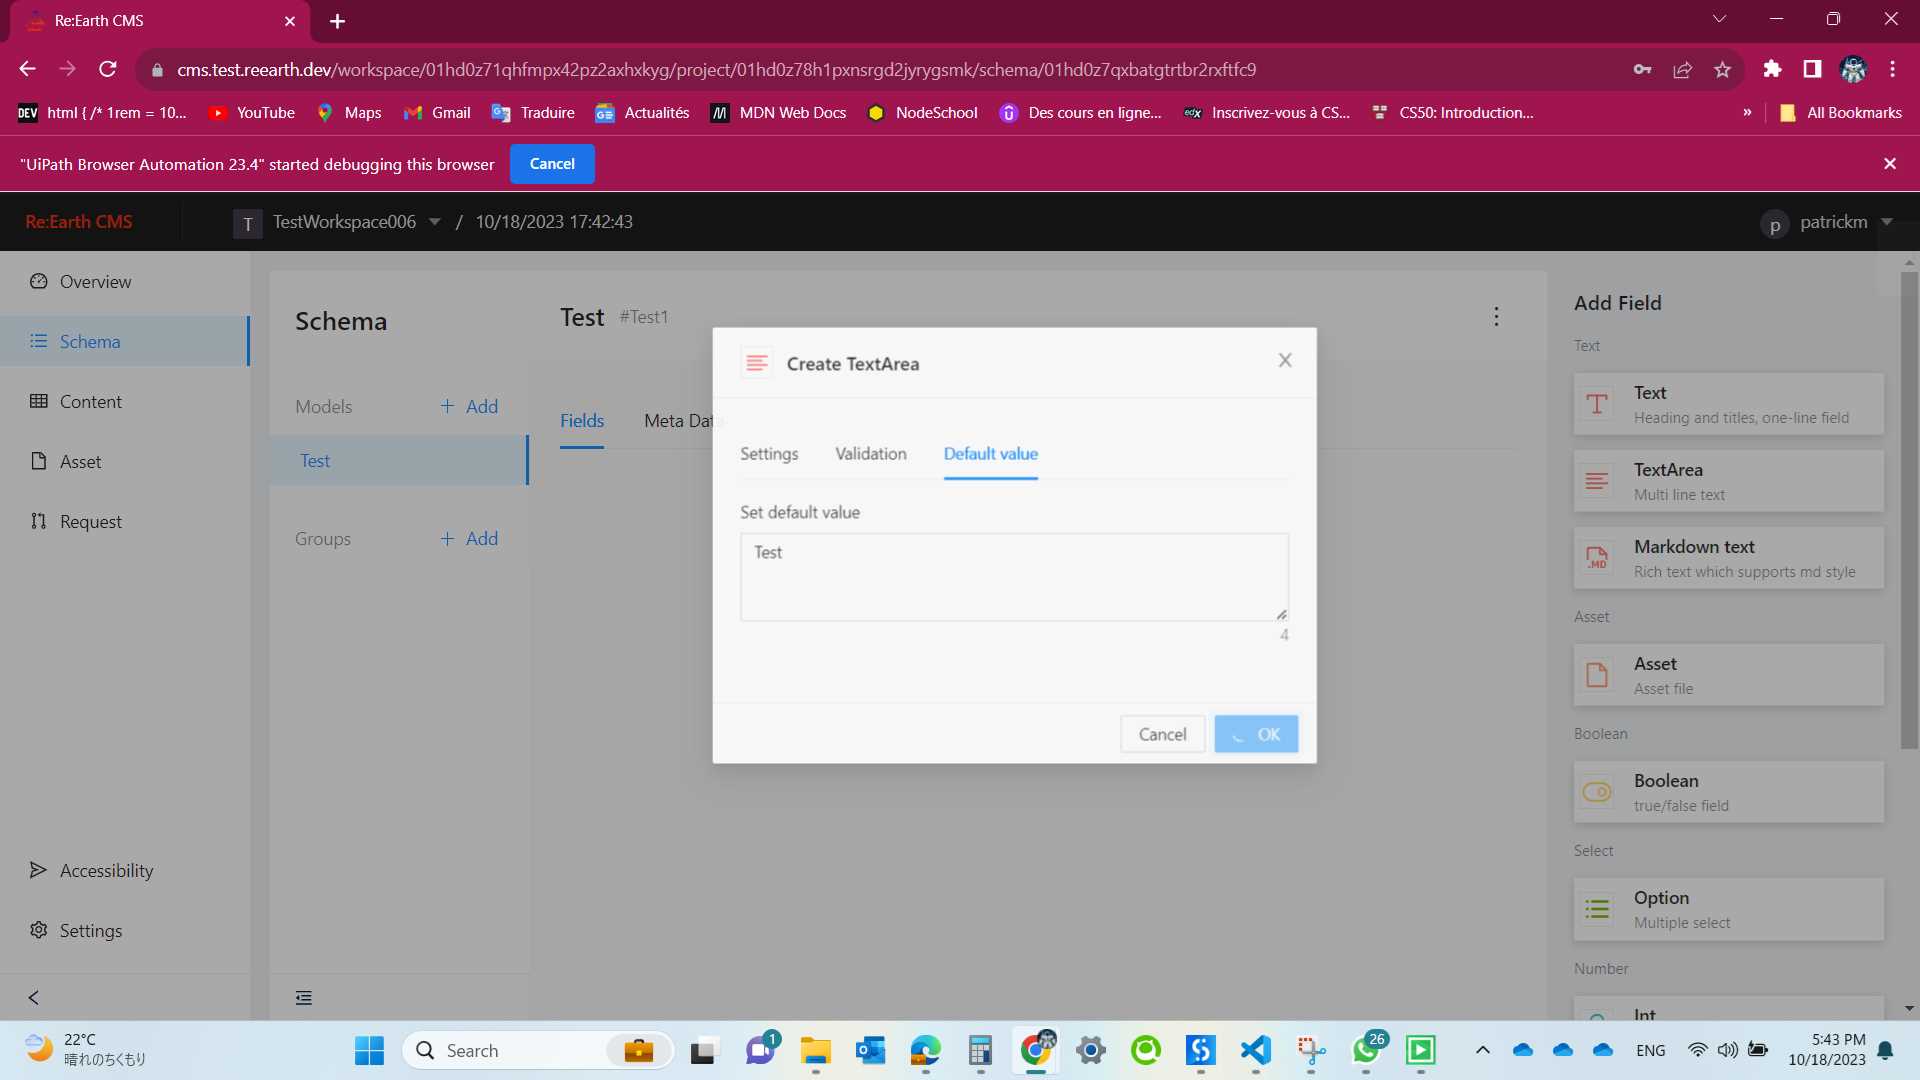 Re:Earth CMS
cms.test.reearth.dev/workspace/01hd0z71qhfmpx42pz2axhxkyg/project/01hd0z78h1pxnsrgd2jyrygsmk/schema/01hd0z7qxbatgtrtbr2rxftfc9
DEV html { /* 1rem = 10... YouTube Maps Gmail Traduire Actualités MDN Web Docs NodeSchool Des cours en ligne... edX Inscrivez-vous à CS... CS50: Introduction... » All Bookmarks
"UiPath Browser Automation 23.4" started debugging this browser Cancel
Re:Earth CMS T TestWorkspace006 / 10/18/2023 17:42:43 p patrickm
Overview
Schema
Content
Asset
Request
Accessibility
Settings
Schema
Models + Add
Test
Groups + Add
Test #Test1
Fields Meta Data
Create TextArea
Settings Validation Default value
Set default value
Test
4
Cancel OK
Add Field
Text
Text
Heading and titles, one-line field
TextArea
Multi line text
Markdown text
.MD
Rich text which supports md style
Asset
Asset
Asset file
Boolean
Boolean
true/false field
Select
Option
Multiple select
Number
Int
22°C
晴れのちくもり
Search
1
26
ENG
5:43 PM
10/18/2023